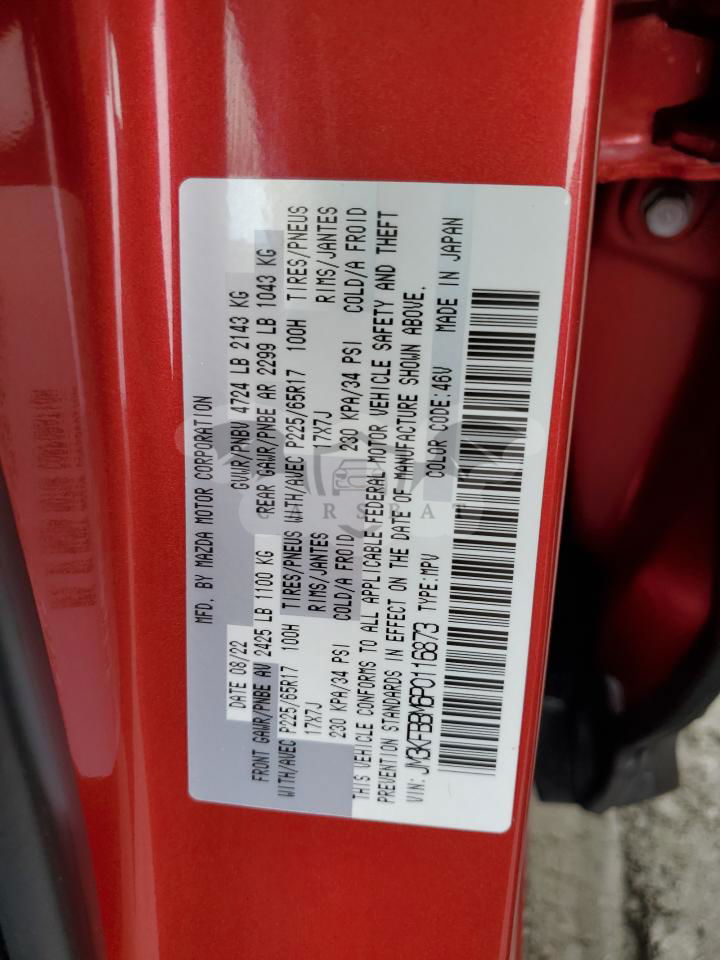 MFD. BY MAZDA MOTOR CORPORATION
DATE 08/22 GVWR/PNBV 4724 LB 2143 KG
FRONT GAWR/PNBE AV 2425 LB 1100 KG REAR GAWR/PNBE AR 2299 LB 1043 KG
WITH/AVEC P225/65R17 100H TIRES/PNEUS WITH/AVEC P225/65R17 100H TIRES/PNEUS
17X7J RIMS/JANTES 17X7J RIMS/JANTES
230 KPA/34 PSI COLD/A FROID 230 KPA/34 PSI COLD/A FROID
THIS VEHICLE CONFORMS TO ALL APPLICABLE FEDERAL MOTOR VEHICLE SAFETY AND THEFT
PREVENTION STANDARDS IN EFFECT ON THE DATE OF MANUFACTURE SHOWN ABOVE.
VIN: JM3KFBBM6P0116873 TYPE:MPV COLOR CODE:46V MADE IN JAPAN
CARSBAT